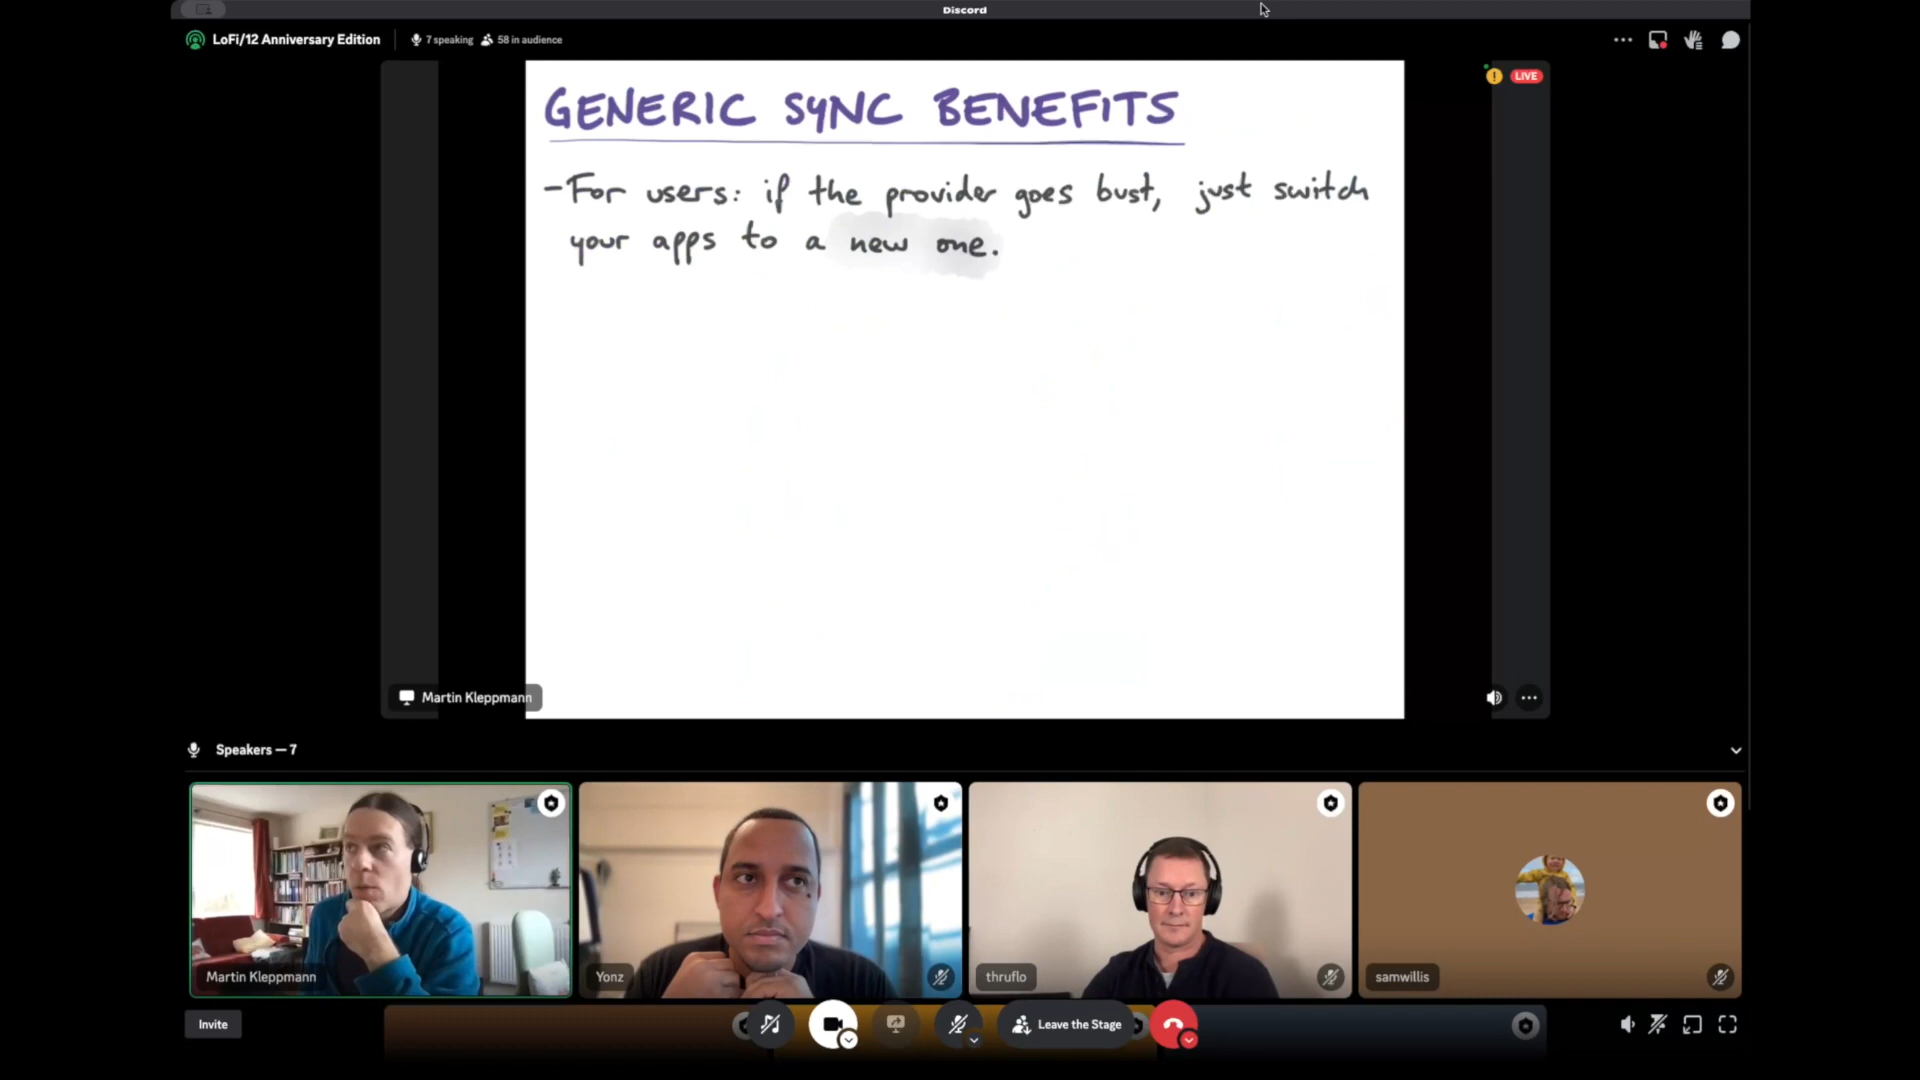 Discord
LoFi/12 Anniversary Edition
7 speaking
58 in audience
LIVE
GENERIC SYNC BENEFITS
-For users: if the provider goes bust, just switch
your apps to a new one.
Martin Kleppmann
Speakers — 7
Martin Kleppmann
Yonz
thruflo
samwillis
Invite
Leave the Stage